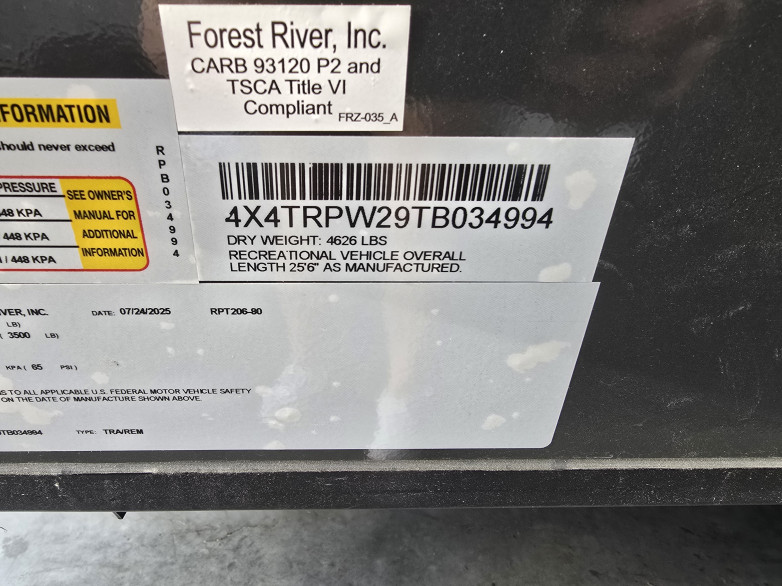 Forest River, Inc.
CARB 93120 P2 and
TSCA Title VI
Compliant
FRZ-035_A
FORMATION
should never exceed
PRESSURE
448 KPA
448 KPA
/ 448 KPA
SEE OWNER'S
MANUAL FOR
ADDITIONAL
INFORMATION
RPB034994
4X4TRPW29TB034994
DRY WEIGHT: 4626 LBS
RECREATIONAL VEHICLE OVERALL
LENGTH 25'6" AS MANUFACTURED.
VER, INC. DATE: 07/24/2025 RPT206-80
LB)
( 3500 LB)
KPA ( 65 PSI )
S TO ALL APPLICABLE U.S. FEDERAL MOTOR VEHICLE SAFETY
ON THE DATE OF MANUFACTURE SHOWN ABOVE.
TB034994 TYPE: TRA/REM